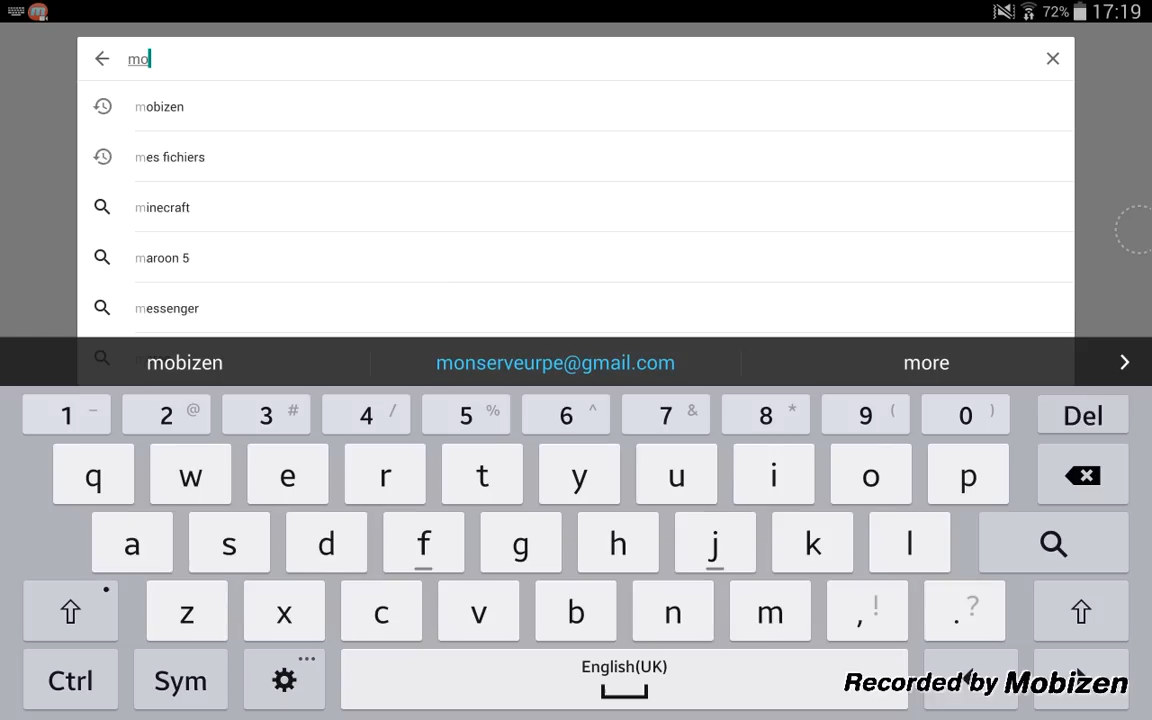 72% 17:19
mo
mobizen
mes fichiers
minecraft
maroon 5
messenger
mobizen monserveurpe@gmail.com more
1 – 2 @ 3 # 4 / 5 % 6 ^ 7 & 8 * 9 ( 0 ) Del
q w e r t y u i o p
a s d f g h j k l
z x c v b n m , ! . ?
Ctrl Sym English(UK)
Recorded by Mobizen